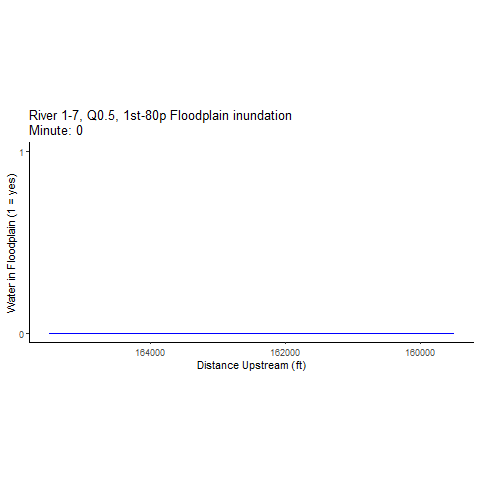 River 1-7, Q0.5, 1st-80p Floodplain inundation
Minute: 0
Water in Floodplain (1 = yes)
1
0
164000
162000
160000
Distance Upstream (ft)